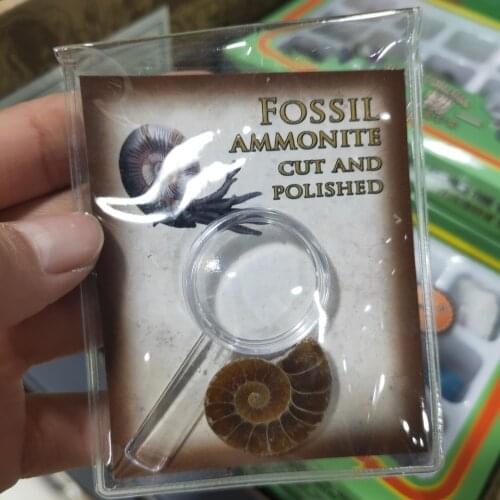 FOSSIL
AMMONITE
CUT AND
POLISHED